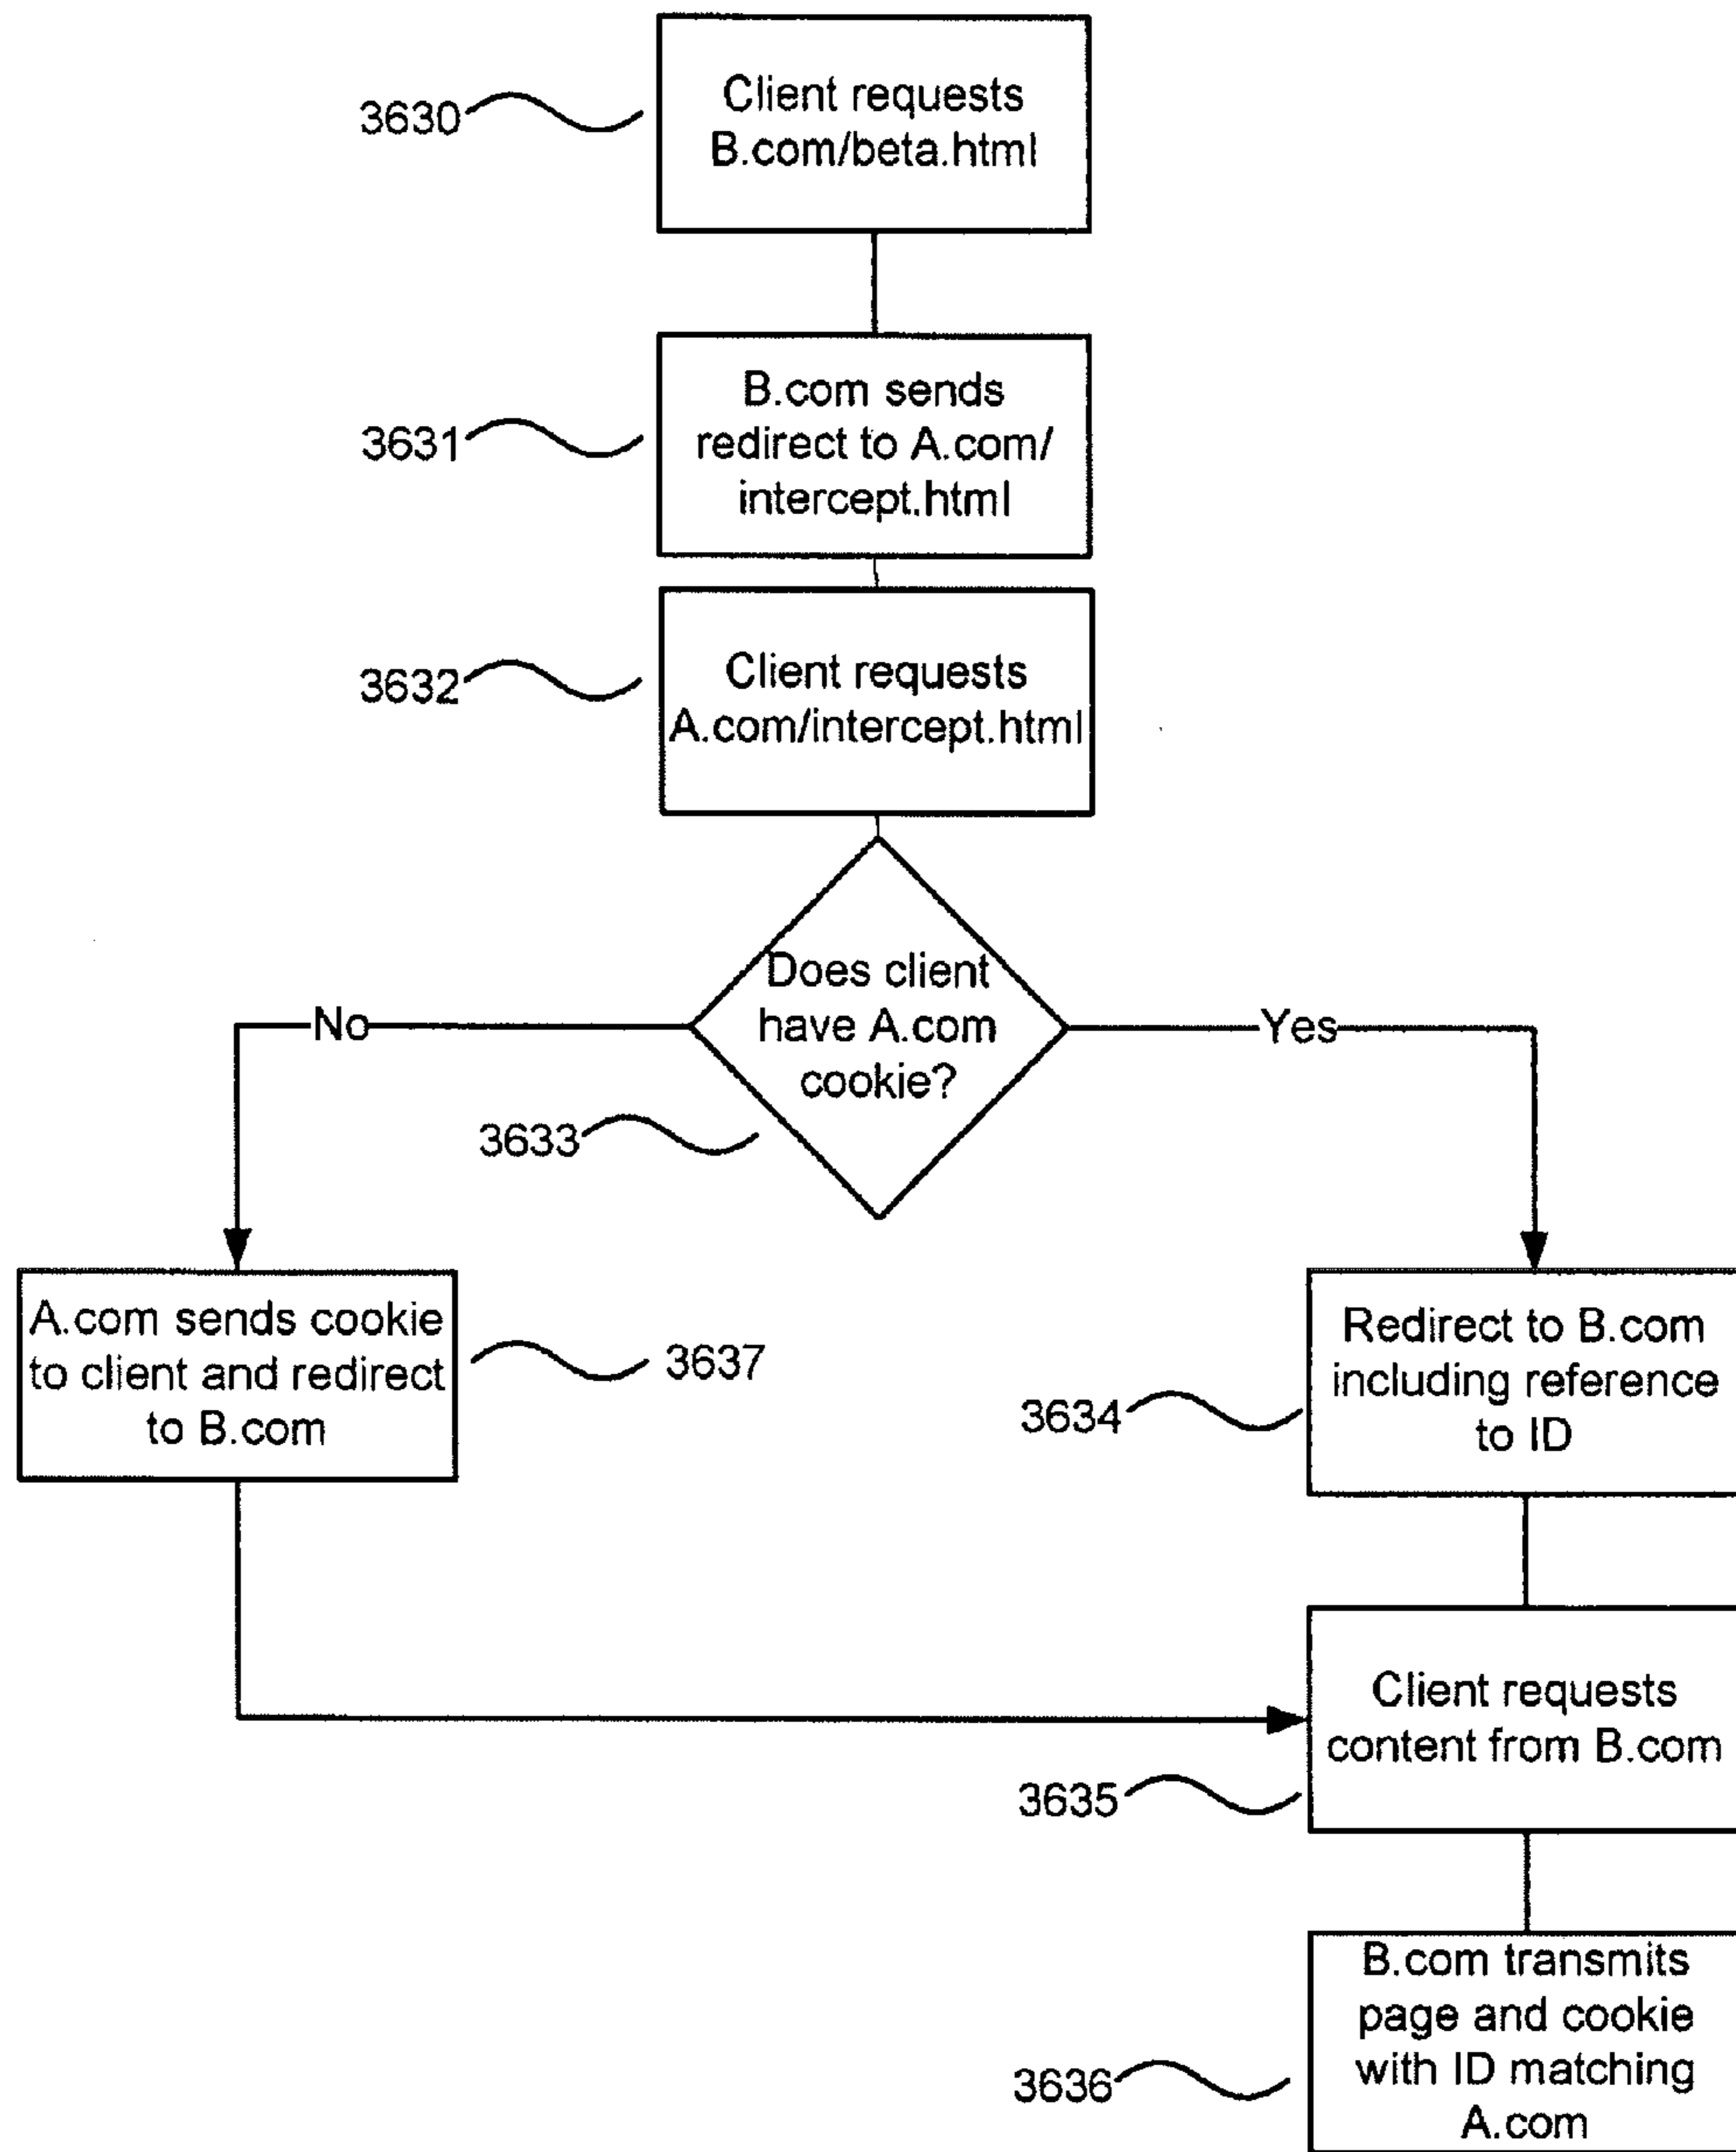 3630
Client requests
B.com/beta.html
3631
B.com sends
redirect to A.com/
intercept.html
3632
Client requests
A.com/intercept.html
Does client
have A.com
cookie?
No
Yes
3633
A.com sends cookie
to client and redirect
to B.com
3637
Redirect to B.com
including reference
to ID
3634
Client requests
content from B.com
3635
B.com transmits
page and cookie
with ID matching
A.com
3636